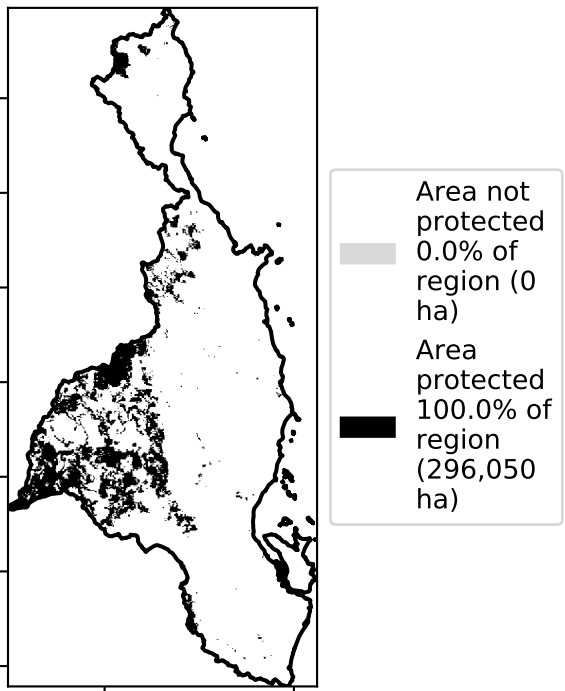 Area not
protected
0.0% of
region (0
ha)
Area
protected
100.0% of
region
(296,050
ha)